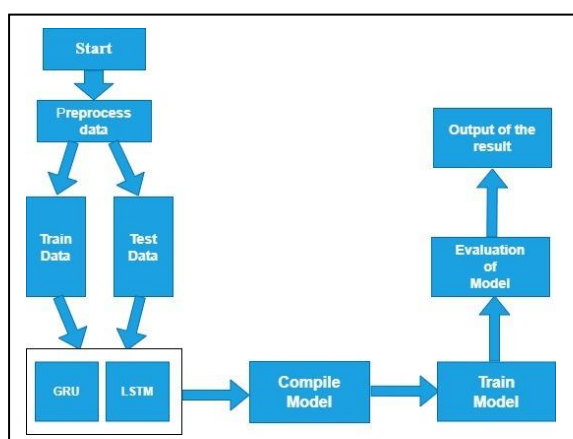 Start
Preprocess
data
Train
Data
Test
Data
GRU
LSTM
Compile
Model
Train
Model
Evaluation
of
Model
Output of the
result